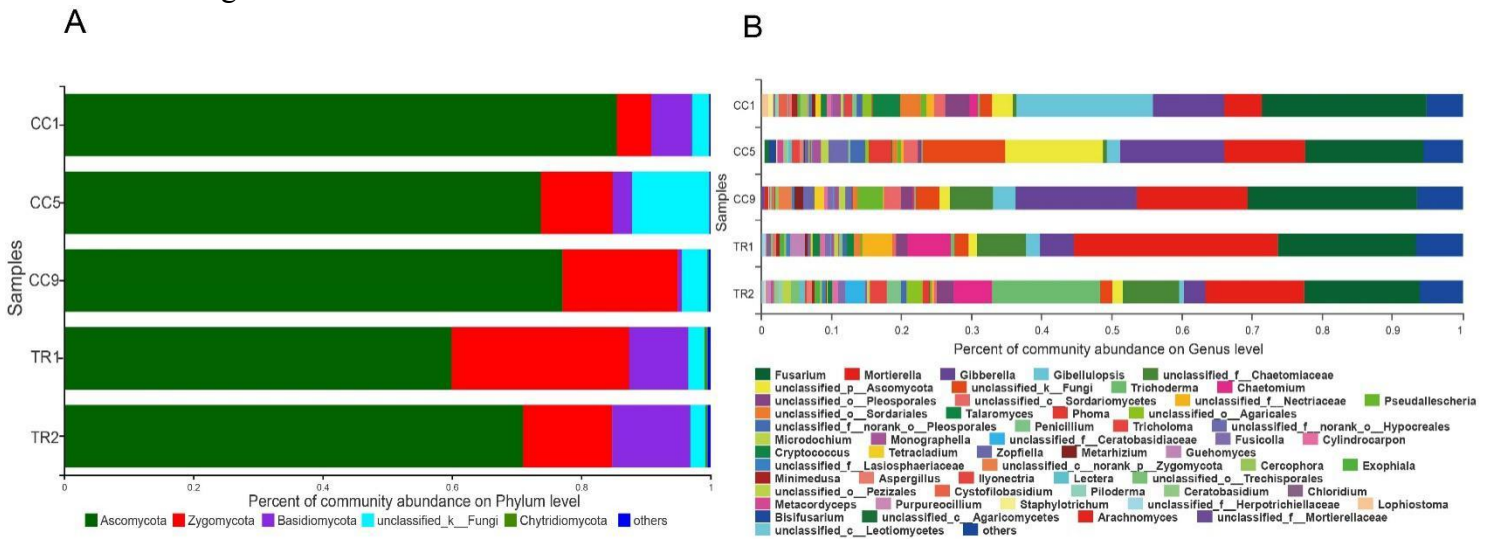 A
B
Samples
CC1
CC5
CC9
TR1
TR2
0 0.2 0.4 0.6 0.8 1
Percent of community abundance on Phylum level
Ascomycota Zygomycota Basidiomycota unclassified_k__Fungi Chytridiomycota others
Samples
CC1
CC5
CC9
TR1
TR2
0 0.1 0.2 0.3 0.4 0.5 0.6 0.7 0.8 0.9 1
Percent of community abundance on Genus level
Fusarium Mortierella Gibberella Gibellulopsis unclassified_f__Chaetomiaceae
unclassified_p__Ascomycota unclassified_k__Fungi Trichoderma Chaetomium
unclassified_o__Pleosporales unclassified_c__Sordariomycetes unclassified_f__Nectriaceae Pseudallescheria
unclassified_o__Sordariales Talaromyces Phoma unclassified_o__Agaricales
unclassified_f__norank_o__Pleosporales Penicillium Tricholoma unclassified_f__norank_o__Hypocreales
Microdochium Monographella unclassified_f__Ceratobasidiaceae Fusicolla Cylindrocarpon
Cryptococcus Tetracladium Zopfiella Metarhizium Guehomyces
unclassified_f__Lasiosphaeriaceae unclassified_o__norank_p__Zygomycota Cercophora Exophiala
Minimedusa Aspergillus Ilyonectria Lectera unclassified_o__Trechisporales
unclassified_o__Pezizales Cystofilobasidium Piloderma Ceratobasidium Chloridium
Metacordyceps Purpureocillium Staphylotrichum unclassified_f__Herpotrichiellaceae Lophiostoma
Bisifusarium unclassified_c__Agaricomycetes Arachnomyces unclassified_f__Mortierellaceae
unclassified_c__Leotiomycetes others